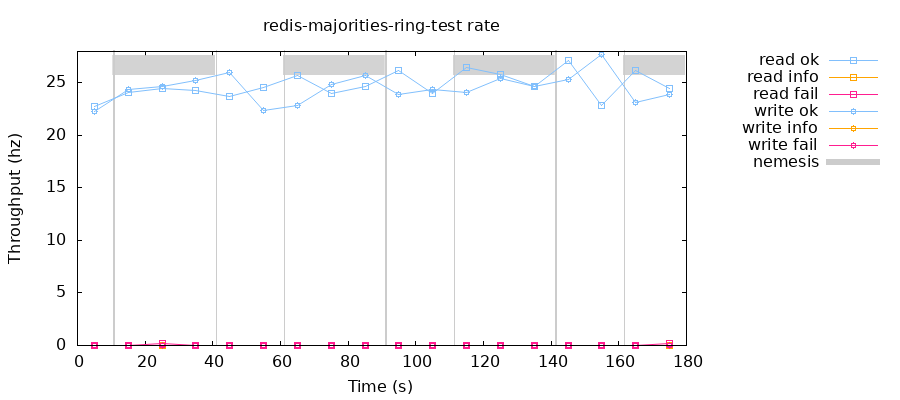 redis-majorities-ring-test rate
Throughput (hz)
25
20
15
10
5
0
0 20 40 60 80 100 120 140 160 180
Time (s)
read ok
read info
read fail
write ok
write info
write fail
nemesis